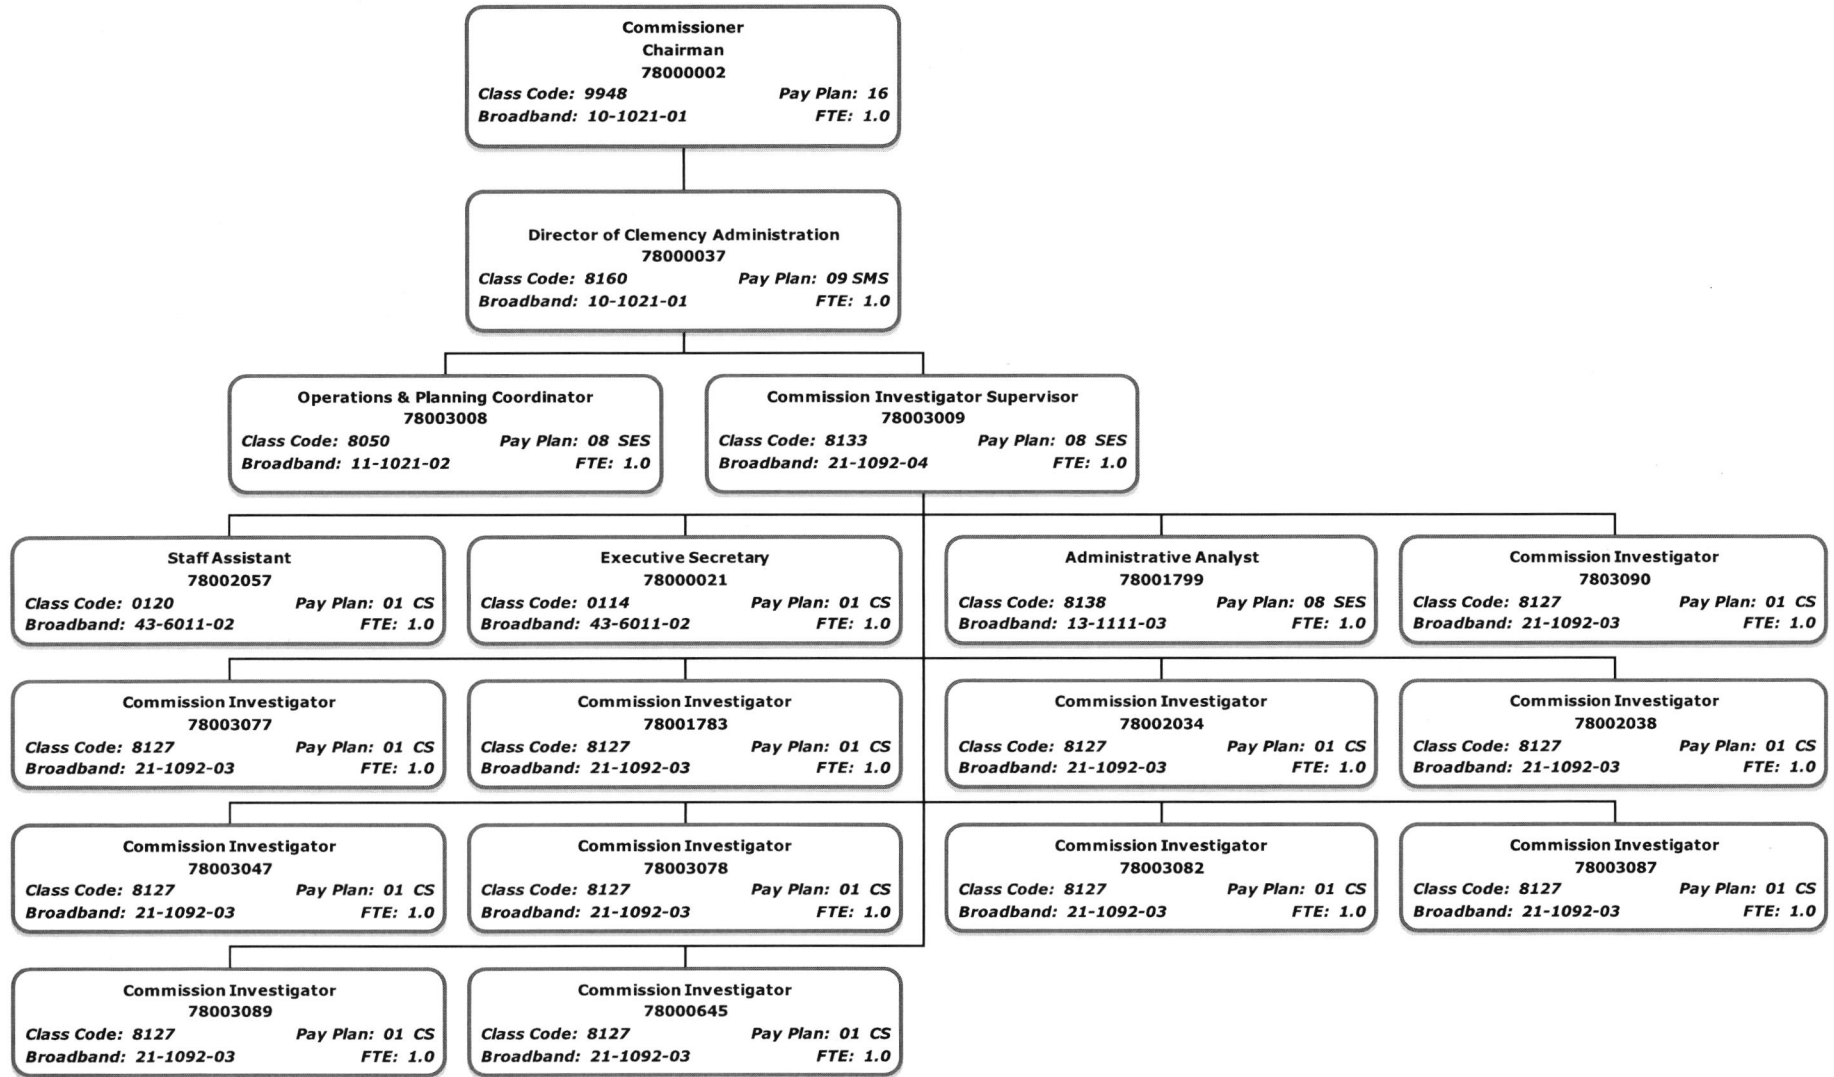 Commissioner
Chairman
78000002
Class Code: 9948 Pay Plan: 16
Broadband: 10-1021-01 FTE: 1.0
Director of Clemency Administration
78000037
Class Code: 8160 Pay Plan: 09 SMS
Broadband: 10-1021-01 FTE: 1.0
Operations & Planning Coordinator
78003008
Class Code: 8050 Pay Plan: 08 SES
Broadband: 11-1021-02 FTE: 1.0
Commission Investigator Supervisor
78003009
Class Code: 8133 Pay Plan: 08 SES
Broadband: 21-1092-04 FTE: 1.0
Staff Assistant
78002057
Class Code: 0120 Pay Plan: 01 CS
Broadband: 43-6011-02 FTE: 1.0
Executive Secretary
78000021
Class Code: 0114 Pay Plan: 01 CS
Broadband: 43-6011-02 FTE: 1.0
Administrative Analyst
78001799
Class Code: 8138 Pay Plan: 08 SES
Broadband: 13-1111-03 FTE: 1.0
Commission Investigator
7803090
Class Code: 8127 Pay Plan: 01 CS
Broadband: 21-1092-03 FTE: 1.0
Commission Investigator
78003077
Class Code: 8127 Pay Plan: 01 CS
Broadband: 21-1092-03 FTE: 1.0
Commission Investigator
78001783
Class Code: 8127 Pay Plan: 01 CS
Broadband: 21-1092-03 FTE: 1.0
Commission Investigator
78002034
Class Code: 8127 Pay Plan: 01 CS
Broadband: 21-1092-03 FTE: 1.0
Commission Investigator
78002038
Class Code: 8127 Pay Plan: 01 CS
Broadband: 21-1092-03 FTE: 1.0
Commission Investigator
78003047
Class Code: 8127 Pay Plan: 01 CS
Broadband: 21-1092-03 FTE: 1.0
Commission Investigator
78003078
Class Code: 8127 Pay Plan: 01 CS
Broadband: 21-1092-03 FTE: 1.0
Commission Investigator
78003082
Class Code: 8127 Pay Plan: 01 CS
Broadband: 21-1092-03 FTE: 1.0
Commission Investigator
78003087
Class Code: 8127 Pay Plan: 01 CS
Broadband: 21-1092-03 FTE: 1.0
Commission Investigator
78003089
Class Code: 8127 Pay Plan: 01 CS
Broadband: 21-1092-03 FTE: 1.0
Commission Investigator
78000645
Class Code: 8127 Pay Plan: 01 CS
Broadband: 21-1092-03 FTE: 1.0